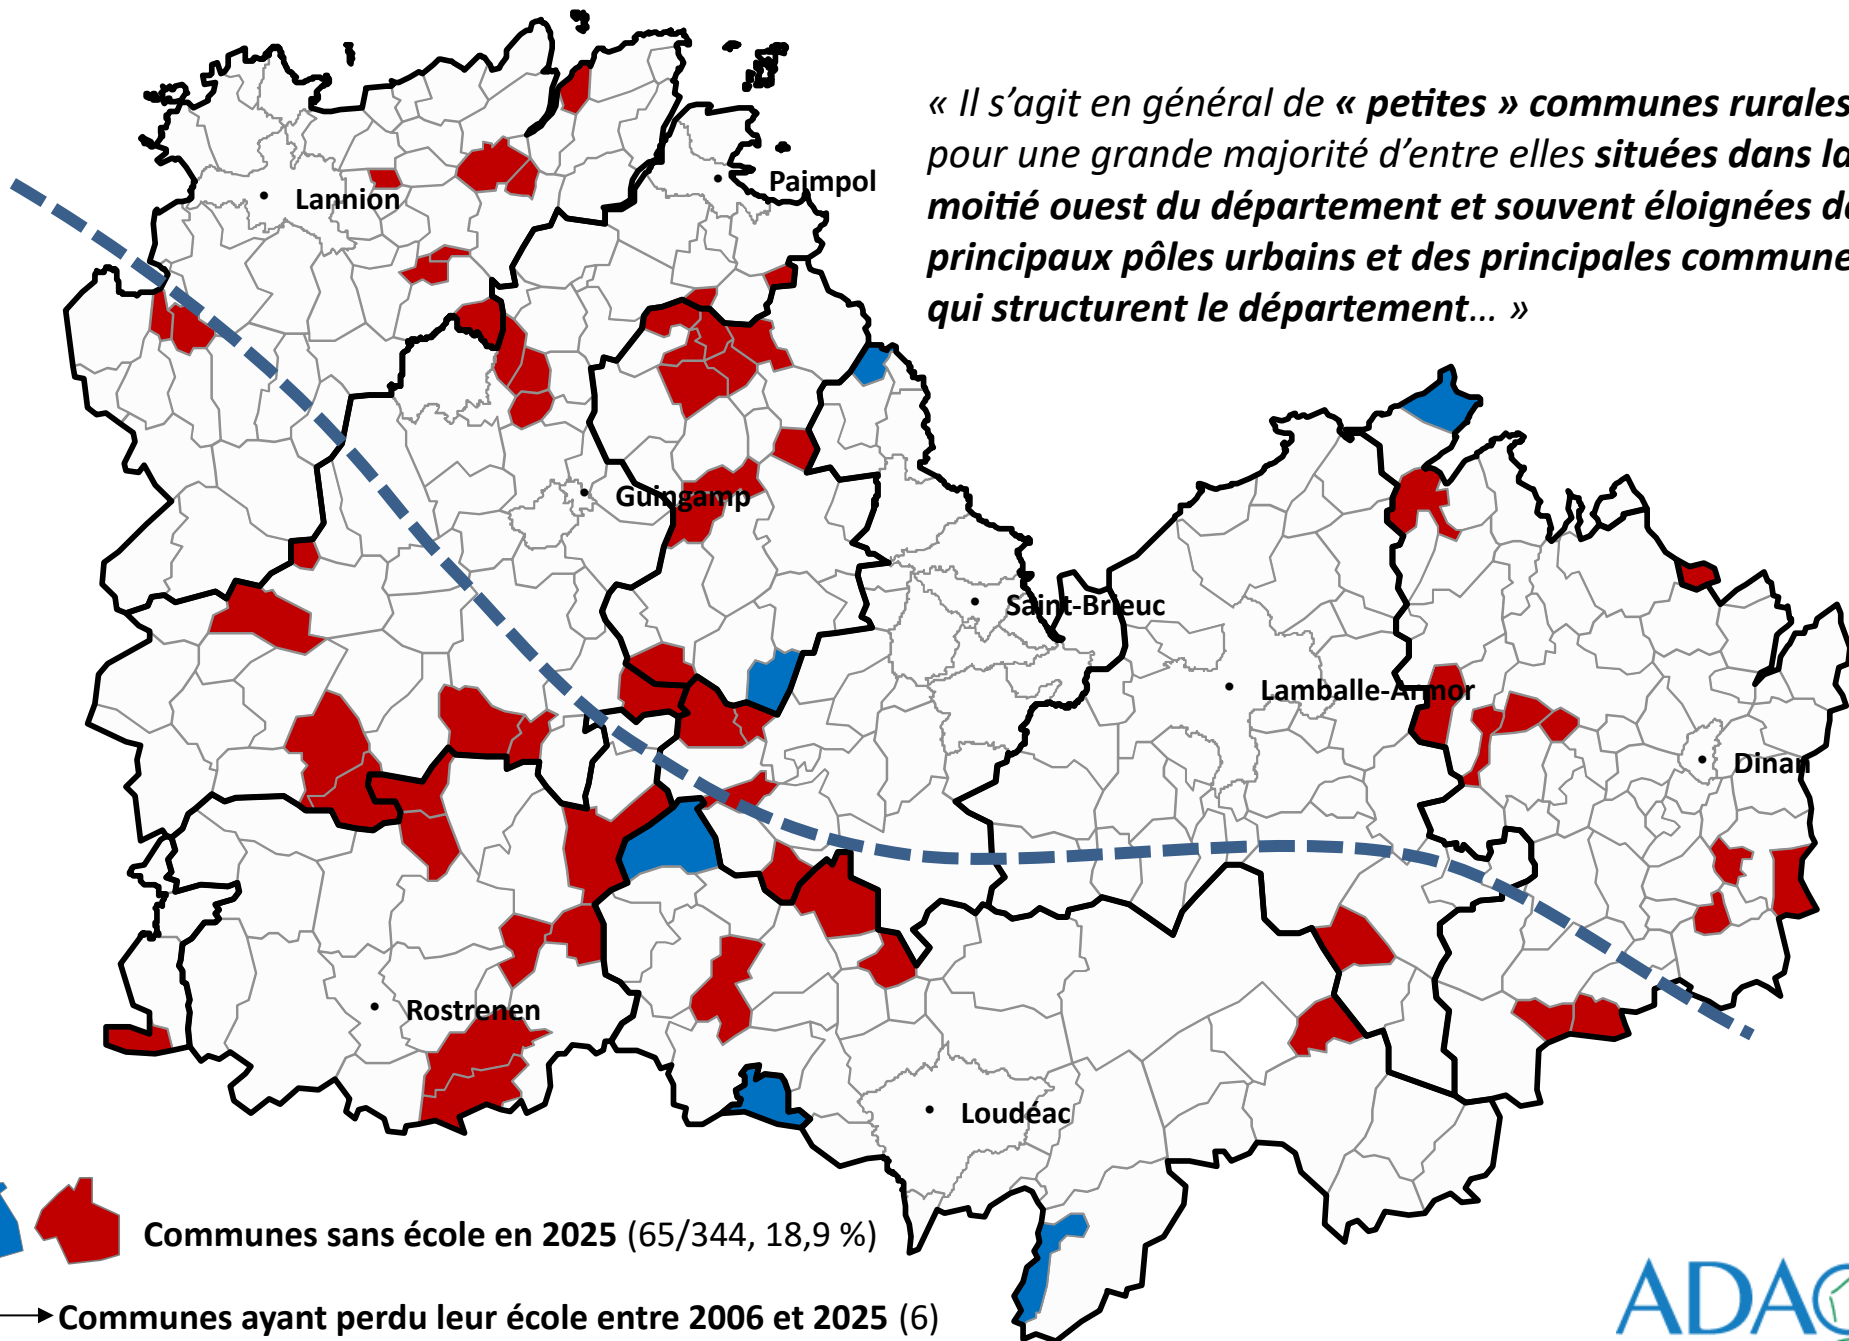 « Il s’agit en général de « petites » communes rurales
pour une grande majorité d’entre elles situées dans la
moitié ouest du département et souvent éloignées de
principaux pôles urbains et des principales commune
qui structurent le département... »
Lannion
Paimpol
Guingamp
Saint-Brieuc
Lamballe-Armor
Dinan
Rostrenen
Loudéac
Communes sans école en 2025 (65/344, 18,9 %)
Communes ayant perdu leur école entre 2006 et 2025 (6)
ADAC